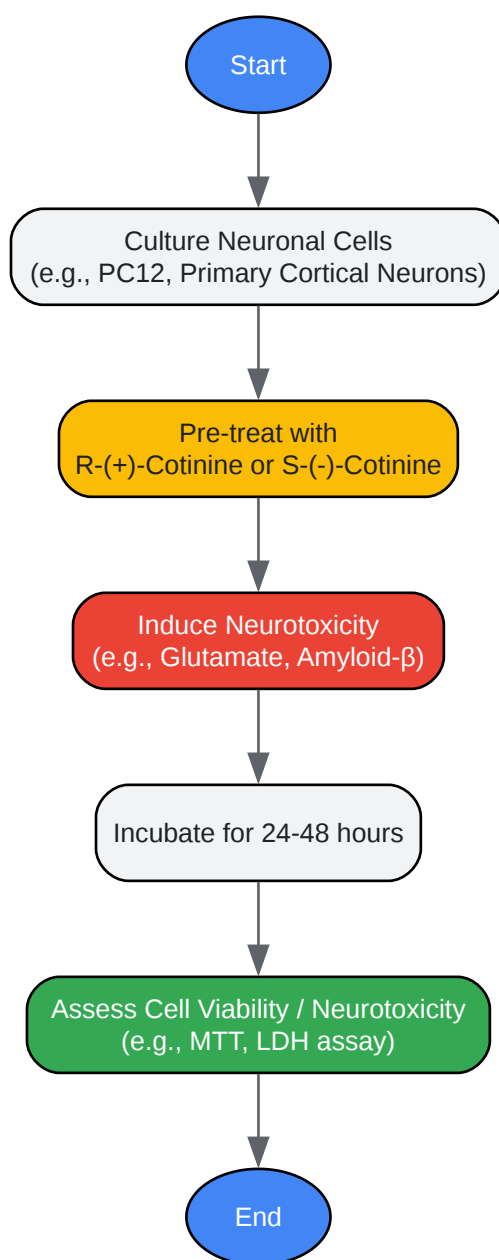 Start
Culture Neuronal Cells
(e.g., PC12, Primary Cortical Neurons)
Pre-treat with
R-(+)-Cotinine or S-(-)-Cotinine
Induce Neurotoxicity
(e.g., Glutamate, Amyloid-β)
Incubate for 24-48 hours
Assess Cell Viability / Neurotoxicity
(e.g., MTT, LDH assay)
End